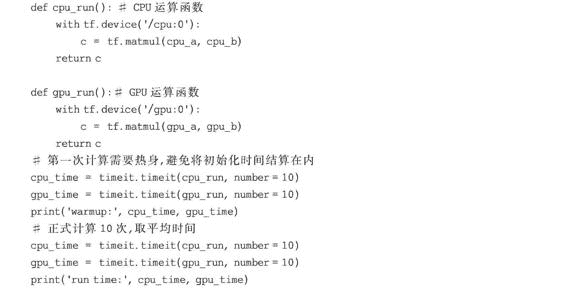 def cpu_run(): # CPU 运算函数
    with tf.device('/cpu:0'):
        c = tf.matmul(cpu_a, cpu_b)
    return c

def gpu_run(): # GPU 运算函数
    with tf.device('/gpu:0'):
        c = tf.matmul(gpu_a, gpu_b)
    return c
# 第一次计算需要热身,避免将初始化时间结算在内
cpu_time = timeit.timeit(cpu_run, number = 10)
gpu_time = timeit.timeit(gpu_run, number = 10)
print('warmup:', cpu_time, gpu_time)
# 正式计算 10 次,取平均时间
cpu_time = timeit.timeit(cpu_run, number = 10)
gpu_time = timeit.timeit(gpu_run, number = 10)
print('run time:', cpu_time, gpu_time)